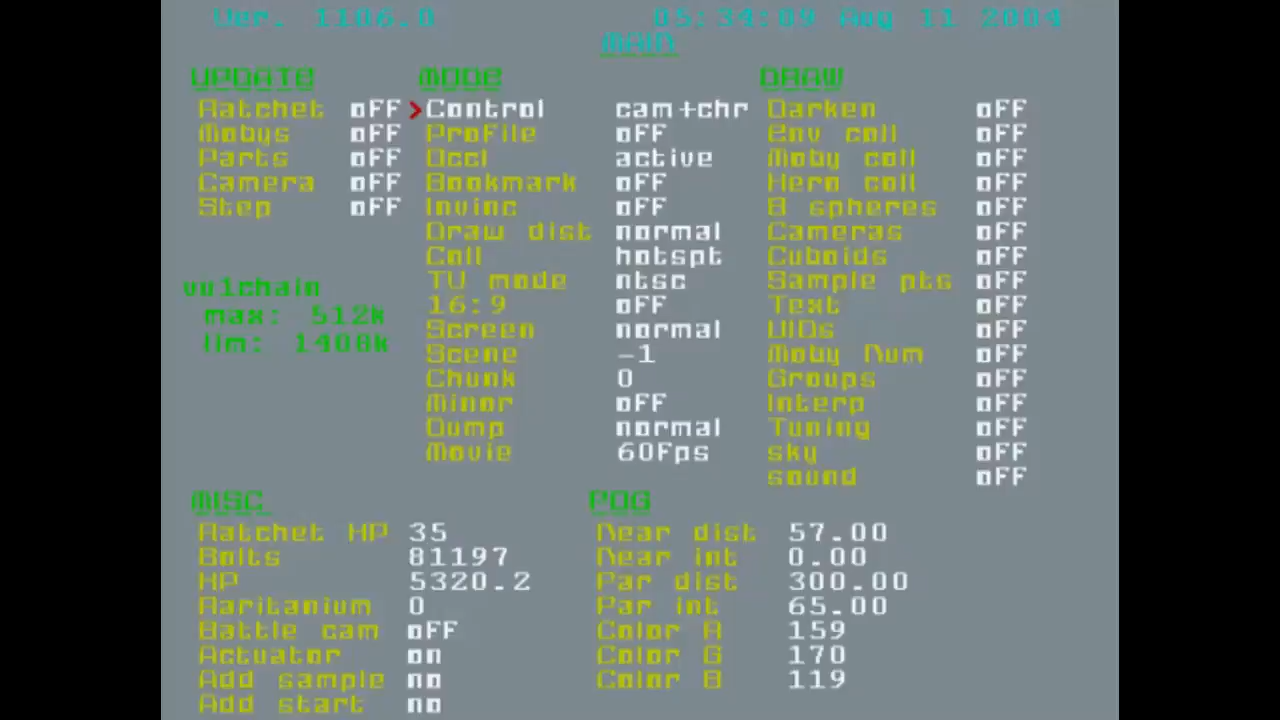 Ver. 1106.0 05:34:09 Aug 11 2004
MAIN
UPDATE MODE DRAW
Ratchet oFF >Control cam+chr Darken oFF
Mobys oFF ProFile oFF Env coll oFF
Parts oFF Occl active Moby coll oFF
Camera oFF Bookmark oFF Hero coll oFF
Step oFF Invinc oFF B spheres oFF
Draw dist normal Cameras oFF
Coll hotspt Cuboids oFF
vu1chain TV mode ntsc Sample pts oFF
max: 512k 16:9 oFF Text oFF
lim: 1408k Screen normal UIDs oFF
Scene -1 Moby Num oFF
Chunk 0 Groups oFF
Minor oFF Interp oFF
Dump normal Tuning oFF
Movie 60Fps sky oFF
sound oFF
MISC FOG
Ratchet HP 35 Near dist 57.00
Bolts 81197 Near int 0.00
HP 5320.2 Far dist 300.00
Raritanium 0 Far int 65.00
Battle cam oFF Color R 159
Actuator on Color G 170
Add sample no Color B 119
Add start no